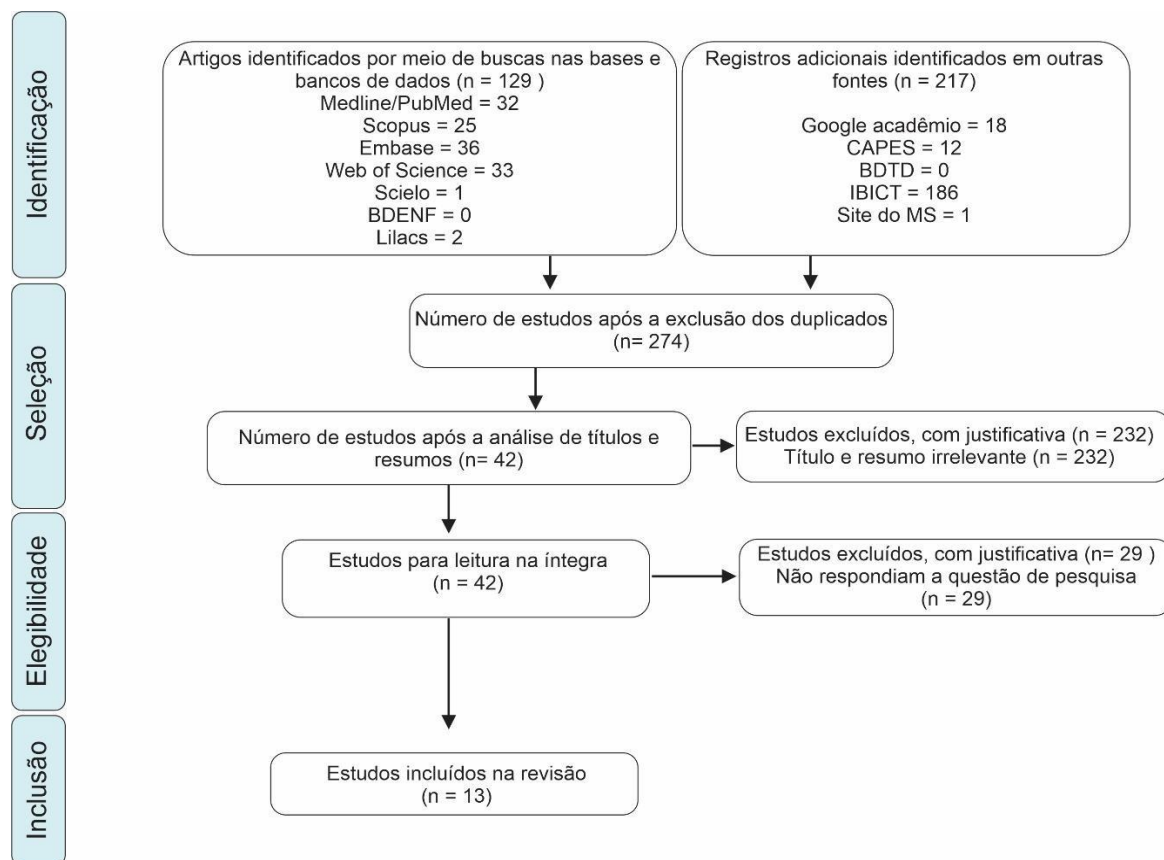 Identificação
Artigos identificados por meio de buscas nas bases e
bancos de dados (n = 129 )
Medline/PubMed = 32
Scopus = 25
Embase = 36
Web of Science = 33
Scielo = 1
BDENF = 0
Lilacs = 2
Registros adicionais identificados em outras
fontes (n = 217)
Google acadêmio = 18
CAPES = 12
BDTD = 0
IBICT = 186
Site do MS = 1
Seleção
Número de estudos após a exclusão dos duplicados
(n= 274)
Número de estudos após a análise de títulos e
resumos (n= 42)
Estudos excluídos, com justificativa (n = 232)
Título e resumo irrelevante (n = 232)
Elegibilidade
Estudos para leitura na íntegra
(n = 42)
Estudos excluídos, com justificativa (n= 29 )
Não respondiam a questão de pesquisa
(n = 29)
Inclusão
Estudos incluídos na revisão
(n = 13)